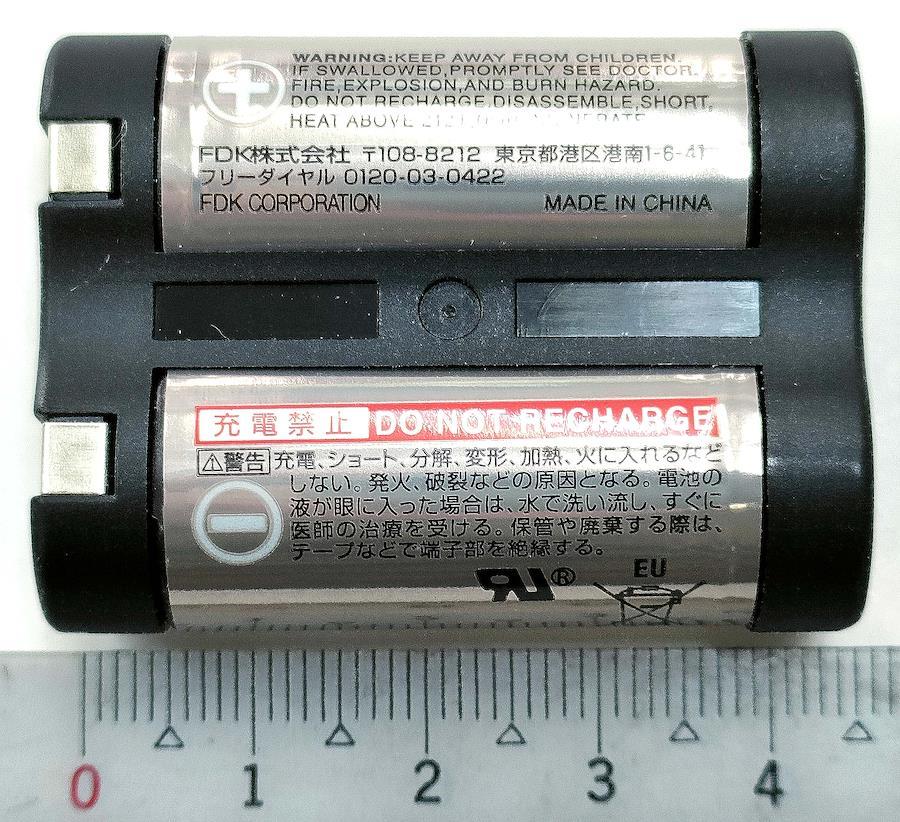 WARNING:KEEP AWAY FROM CHILDREN.
IF SWALLOWED,PROMPTLY SEE DOCTOR.
FIRE,EXPLOSION,AND BURN HAZARD.
DO NOT RECHARGE,DISASSEMBLE,SHORT,
HEAT ABOVE
FDK株式会社 〒108-8212 東京都港区港南1-6-41
フリーダイヤル 0120-03-0422
FDK CORPORATION MADE IN CHINA
充電禁止 DO NOT RECHARGE!
⚠警告 充電、ショート、分解、変形、加熱、火に入れるなど
しない。発火、破裂などの原因となる。電池の
液が眼に入った場合は、水で洗い流し、すぐに
医師の治療を受ける。保管や廃棄する際は、
テープなどで端子部を絶縁する。
RU® EU
0 1 2 3 4